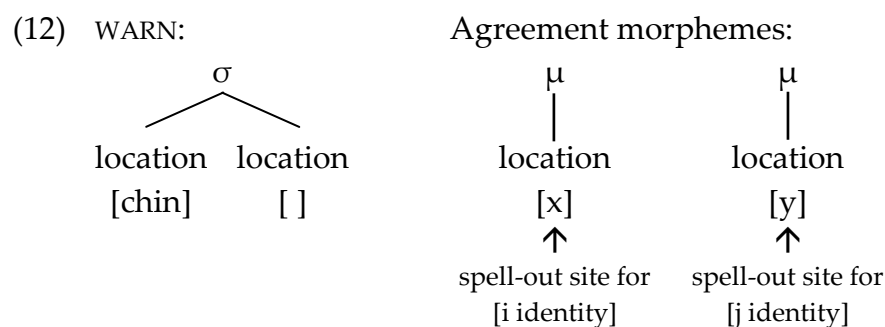 (12) WARN: Agreement morphemes:
σ μ μ
location location location location
[chin] [ ] [x] [y]
↑ ↑
spell-out site for spell-out site for
[i identity] [j identity]